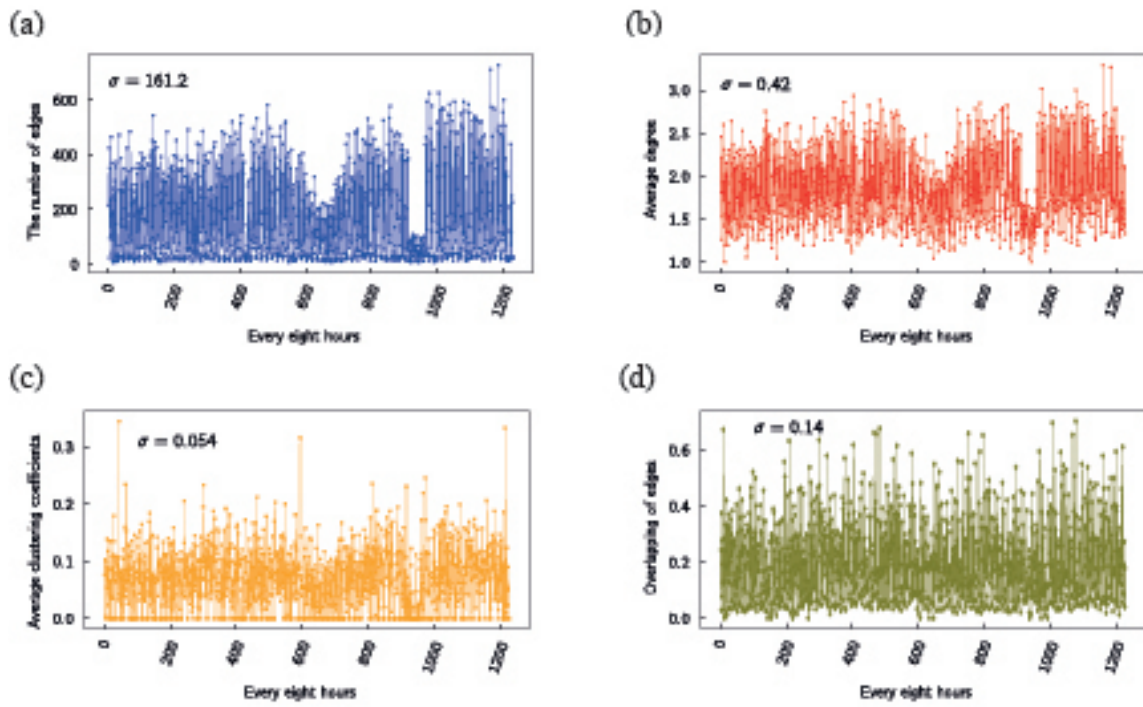 (a)
σ = 161.2
The number of edges
600
400
200
0
0 200 400 600 800 1000 1200
Every eight hours
(b)
σ = 0.42
Average degree
3.0
2.5
2.0
1.5
1.0
0 200 400 600 800 1000 1200
Every eight hours
(c)
σ = 0.054
Average clustering coefficients
0.3
0.2
0.1
0.0
0 200 400 600 800 1000 1200
Every eight hours
(d)
σ = 0.14
Overlapping of edges
0.6
0.4
0.2
0.0
0 200 400 600 800 1000 1200
Every eight hours